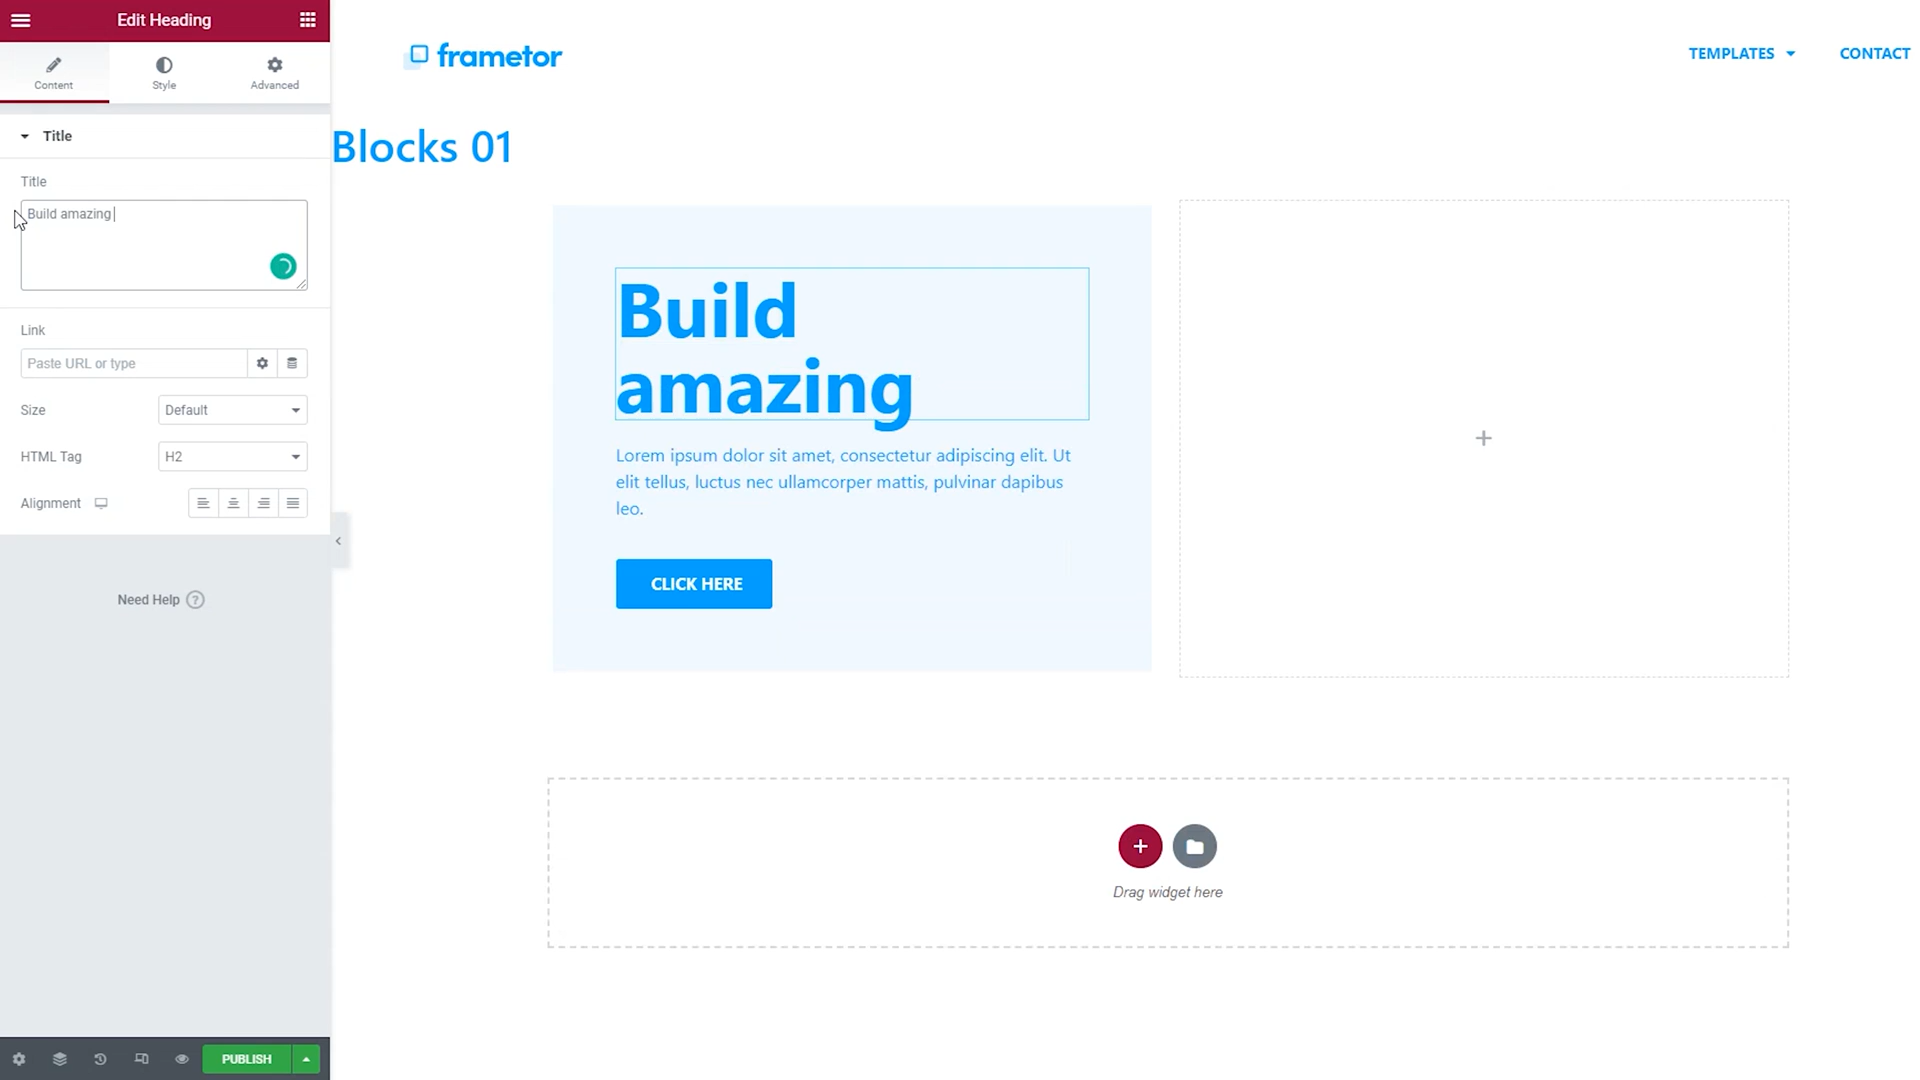 Edit Heading
Content
Style
Advanced
Title
Title
Build amazing
Link
Paste URL or type
Size
Default
HTML Tag
H2
Alignment
Need Help ?
PUBLISH
frametor
TEMPLATES
CONTACT
Blocks 01
Build
amazing
Lorem ipsum dolor sit amet, consectetur adipiscing elit. Ut
elit tellus, luctus nec ullamcorper mattis, pulvinar dapibus
leo.
CLICK HERE
Drag widget here